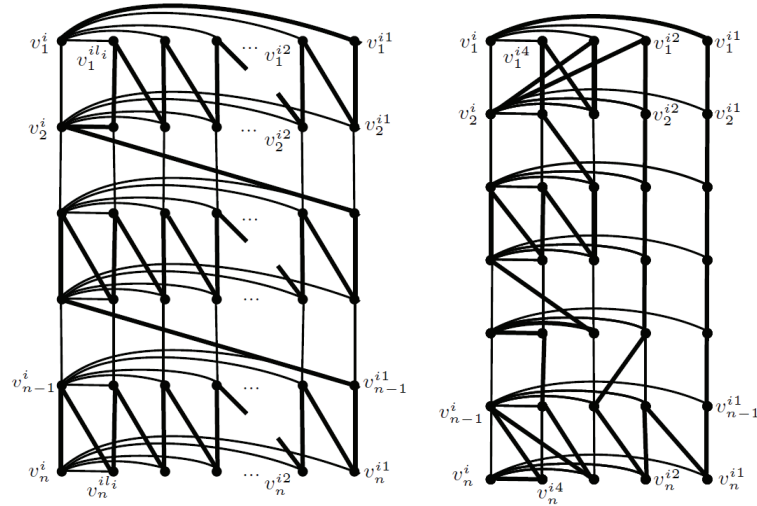 v_1^i v_1^{il_i} ... v_1^{i2} v_1^{i1}
v_2^i ... v_2^{i2} v_2^{i1}
...
...
v_{n-1}^i ... v_{n-1}^{i1}
v_n^i v_n^{il_i} ... v_n^{i2} v_n^{i1}
v_1^i v_1^{i4} v_1^{i2} v_1^{i1}
v_2^i v_2^{i2} v_2^{i1}
v_{n-1}^i v_{n-1}^{i1}
v_n^i v_n^{i4} v_n^{i2} v_n^{i1}